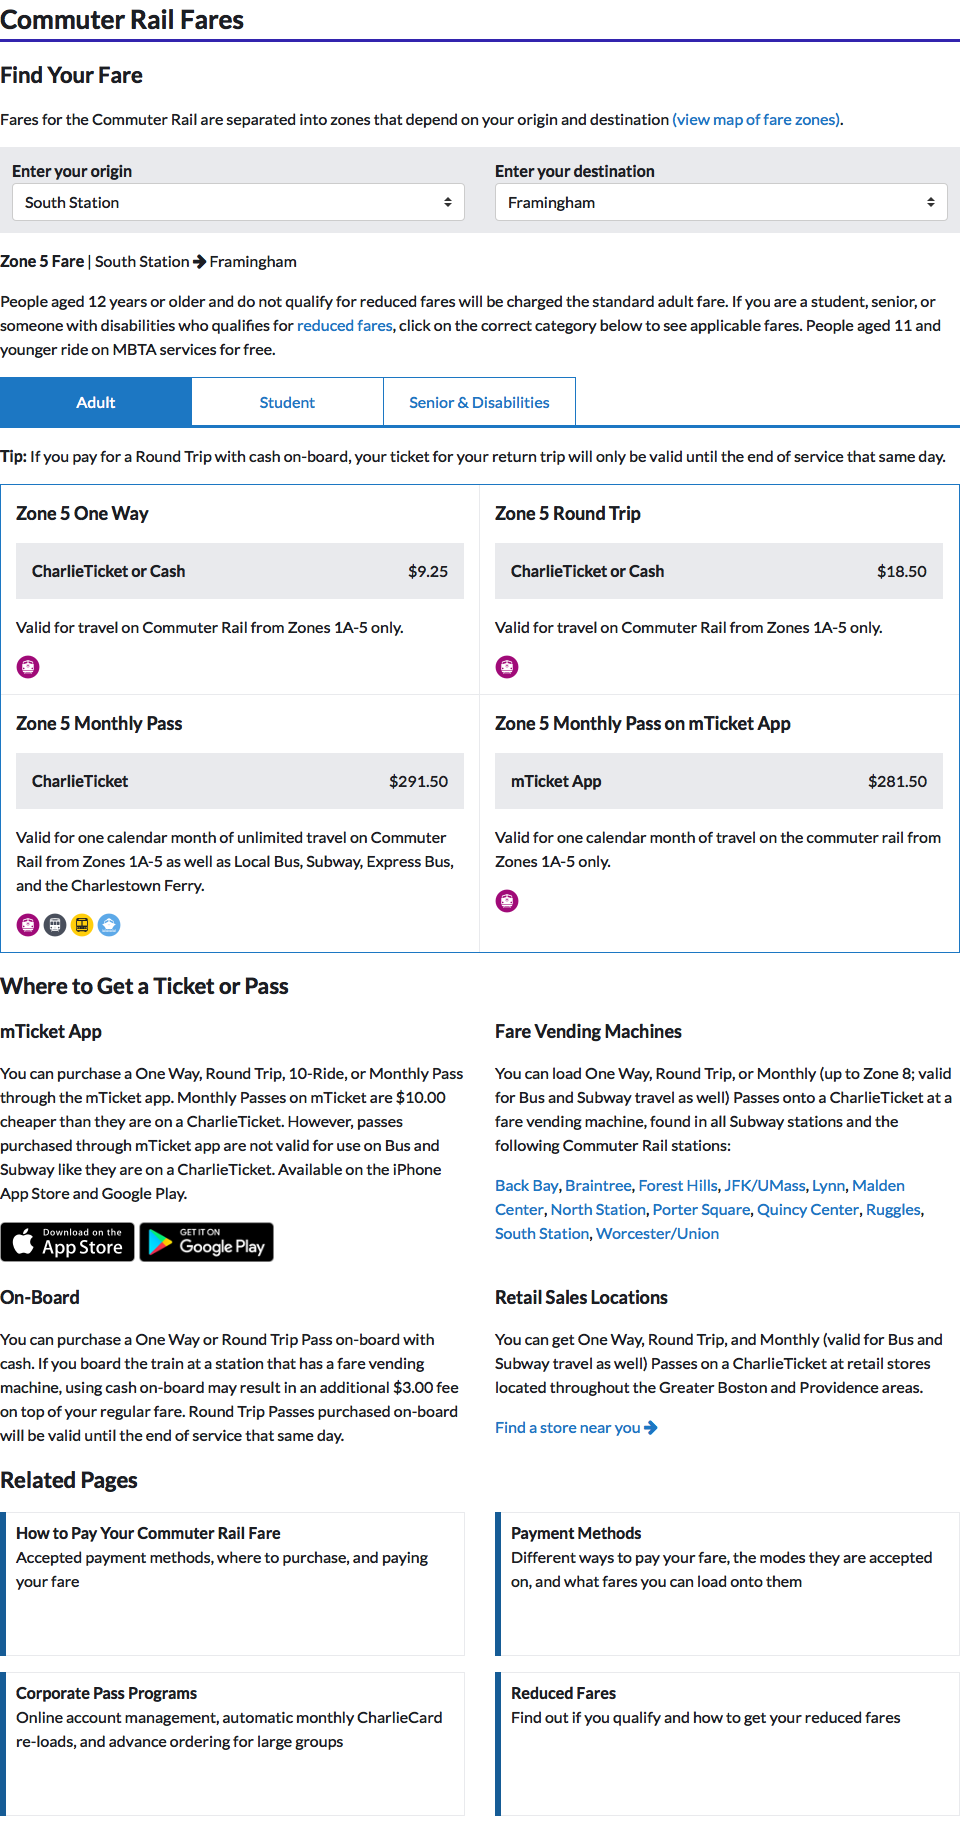 Commuter Rail Fares
Find Your Fare
Fares for the Commuter Rail are separated into zones that depend on your origin and destination (view map of fare zones).
Enter your origin
South Station
Enter your destination
Framingham
Zone 5 Fare | South Station → Framingham
People aged 12 years or older and do not qualify for reduced fares will be charged the standard adult fare. If you are a student, senior, or
someone with disabilities who qualifies for reduced fares, click on the correct category below to see applicable fares. People aged 11 and
younger ride on MBTA services for free.
Adult
Student
Senior & Disabilities
Tip: If you pay for a Round Trip with cash on-board, your ticket for your return trip will only be valid until the end of service that same day.
Zone 5 One Way
CharlieTicket or Cash $9.25
Valid for travel on Commuter Rail from Zones 1A-5 only.
Zone 5 Round Trip
CharlieTicket or Cash $18.50
Valid for travel on Commuter Rail from Zones 1A-5 only.
Zone 5 Monthly Pass
CharlieTicket $291.50
Valid for one calendar month of unlimited travel on Commuter
Rail from Zones 1A-5 as well as Local Bus, Subway, Express Bus,
and the Charlestown Ferry.
Zone 5 Monthly Pass on mTicket App
mTicket App $281.50
Valid for one calendar month of travel on the commuter rail from
Zones 1A-5 only.
Where to Get a Ticket or Pass
mTicket App
You can purchase a One Way, Round Trip, 10-Ride, or Monthly Pass
through the mTicket app. Monthly Passes on mTicket are $10.00
cheaper than they are on a CharlieTicket. However, passes
purchased through mTicket app are not valid for use on Bus and
Subway like they are on a CharlieTicket. Available on the iPhone
App Store and Google Play.
Download on the
App Store
GET IT ON
Google Play
Fare Vending Machines
You can load One Way, Round Trip, or Monthly (up to Zone 8; valid
for Bus and Subway travel as well) Passes onto a CharlieTicket at a
fare vending machine, found in all Subway stations and the
following Commuter Rail stations:
Back Bay, Braintree, Forest Hills, JFK/UMass, Lynn, Malden
Center, North Station, Porter Square, Quincy Center, Ruggles,
South Station, Worcester/Union
On-Board
You can purchase a One Way or Round Trip Pass on-board with
cash. If you board the train at a station that has a fare vending
machine, using cash on-board may result in an additional $3.00 fee
on top of your regular fare. Round Trip Passes purchased on-board
will be valid until the end of service that same day.
Retail Sales Locations
You can get One Way, Round Trip, and Monthly (valid for Bus and
Subway travel as well) Passes on a CharlieTicket at retail stores
located throughout the Greater Boston and Providence areas.
Find a store near you →
Related Pages
How to Pay Your Commuter Rail Fare
Accepted payment methods, where to purchase, and paying
your fare
Payment Methods
Different ways to pay your fare, the modes they are accepted
on, and what fares you can load onto them
Corporate Pass Programs
Online account management, automatic monthly CharlieCard
re-loads, and advance ordering for large groups
Reduced Fares
Find out if you qualify and how to get your reduced fares